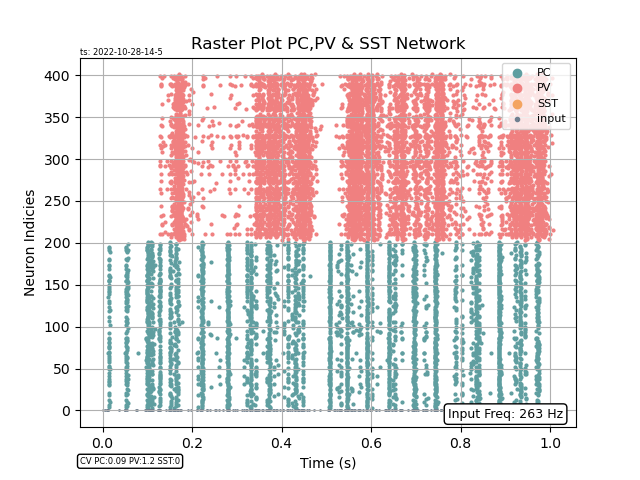 Raster Plot PC,PV & SST Network
ts: 2022-10-28-14-5
PC
PV
SST
input
400
350
300
250
200
150
100
50
0
Neuron Indicies
Input Freq: 263 Hz
0.0 0.2 0.4 0.6 0.8 1.0
Time (s)
CV PC:0.09 PV:1.2 SST:0